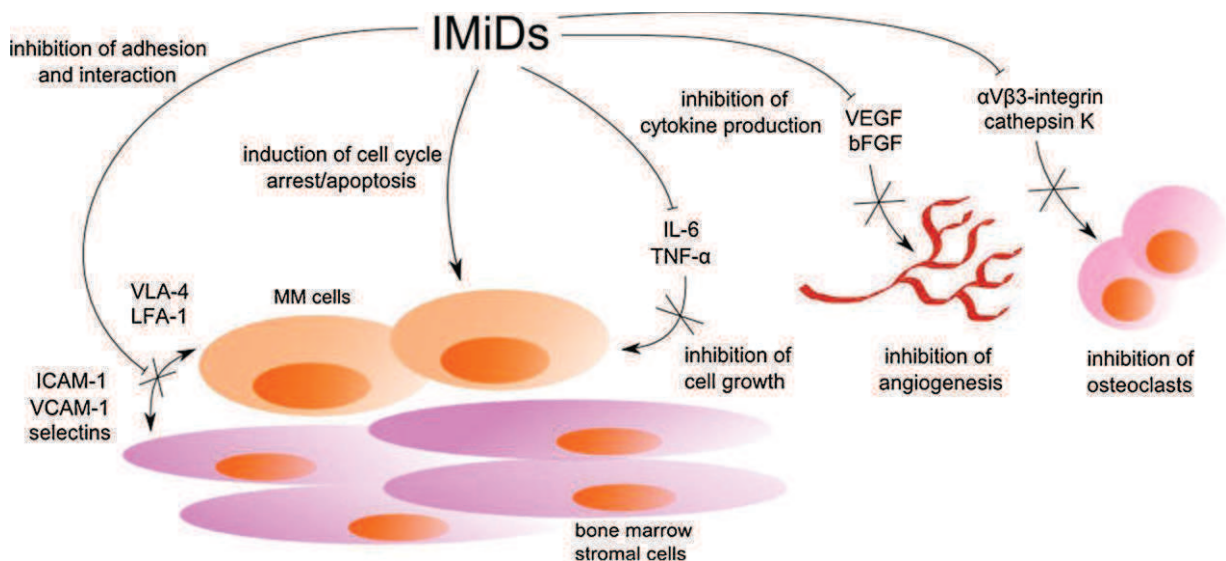 IMiDs
inhibition of adhesion
and interaction
induction of cell cycle
arrest/apoptosis
inhibition of
cytokine production
VEGF
bFGF
αVβ3-integrin
cathepsin K
IL-6
TNF-α
VLA-4
LFA-1
MM cells
ICAM-1
VCAM-1
selectins
inhibition of
cell growth
inhibition of
angiogenesis
inhibition of
osteoclasts
bone marrow
stromal cells